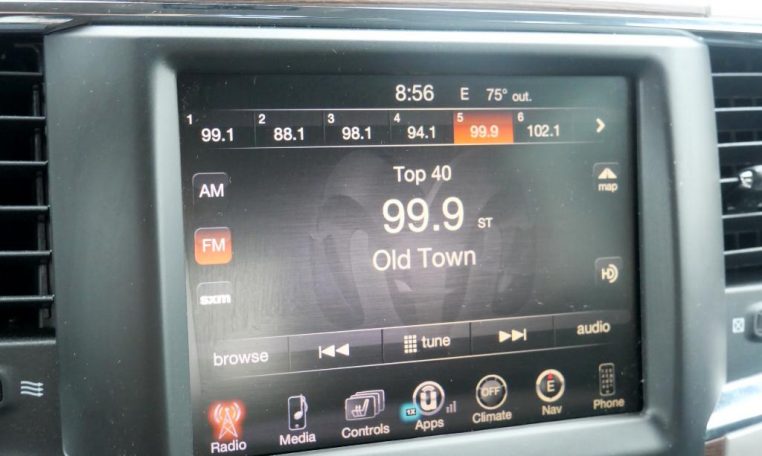 8:56 E 75° out.
1 2 3 4 5 6
99.1 88.1 98.1 94.1 99.9 102.1
Top 40
AM
map
99.9 ST
FM
Old Town
HD
sxm
browse tune audio
OFF E
1X
Radio Media Controls Apps Climate Nav Phone